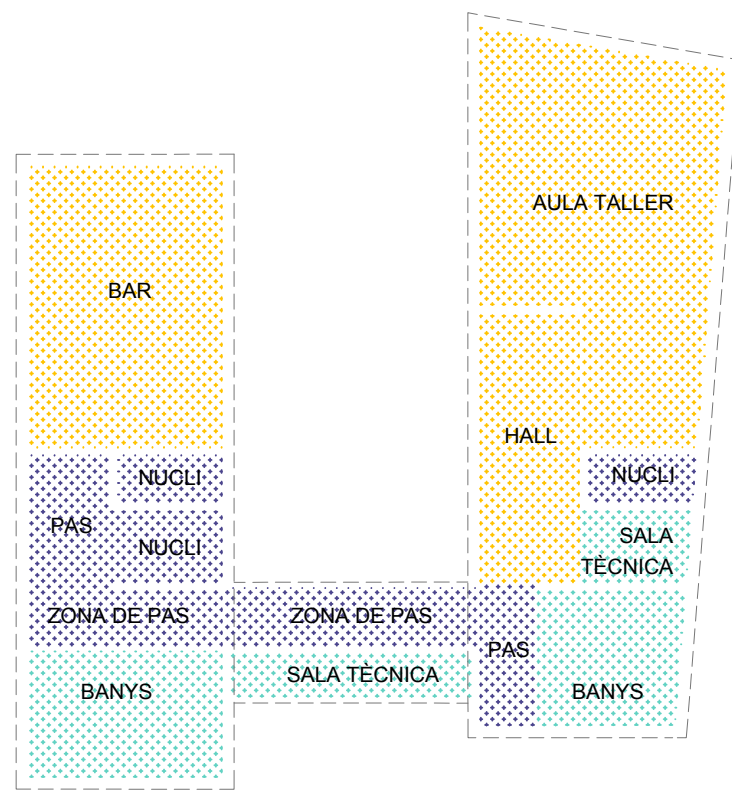 AULA TALLER
BAR
HALL
NUCLI
NUCLI
PAS
SALA
TÈCNICA
NUCLI
ZONA DE PAS
ZONA DE PAS
PAS
SALA TÈCNICA
BANYS
BANYS